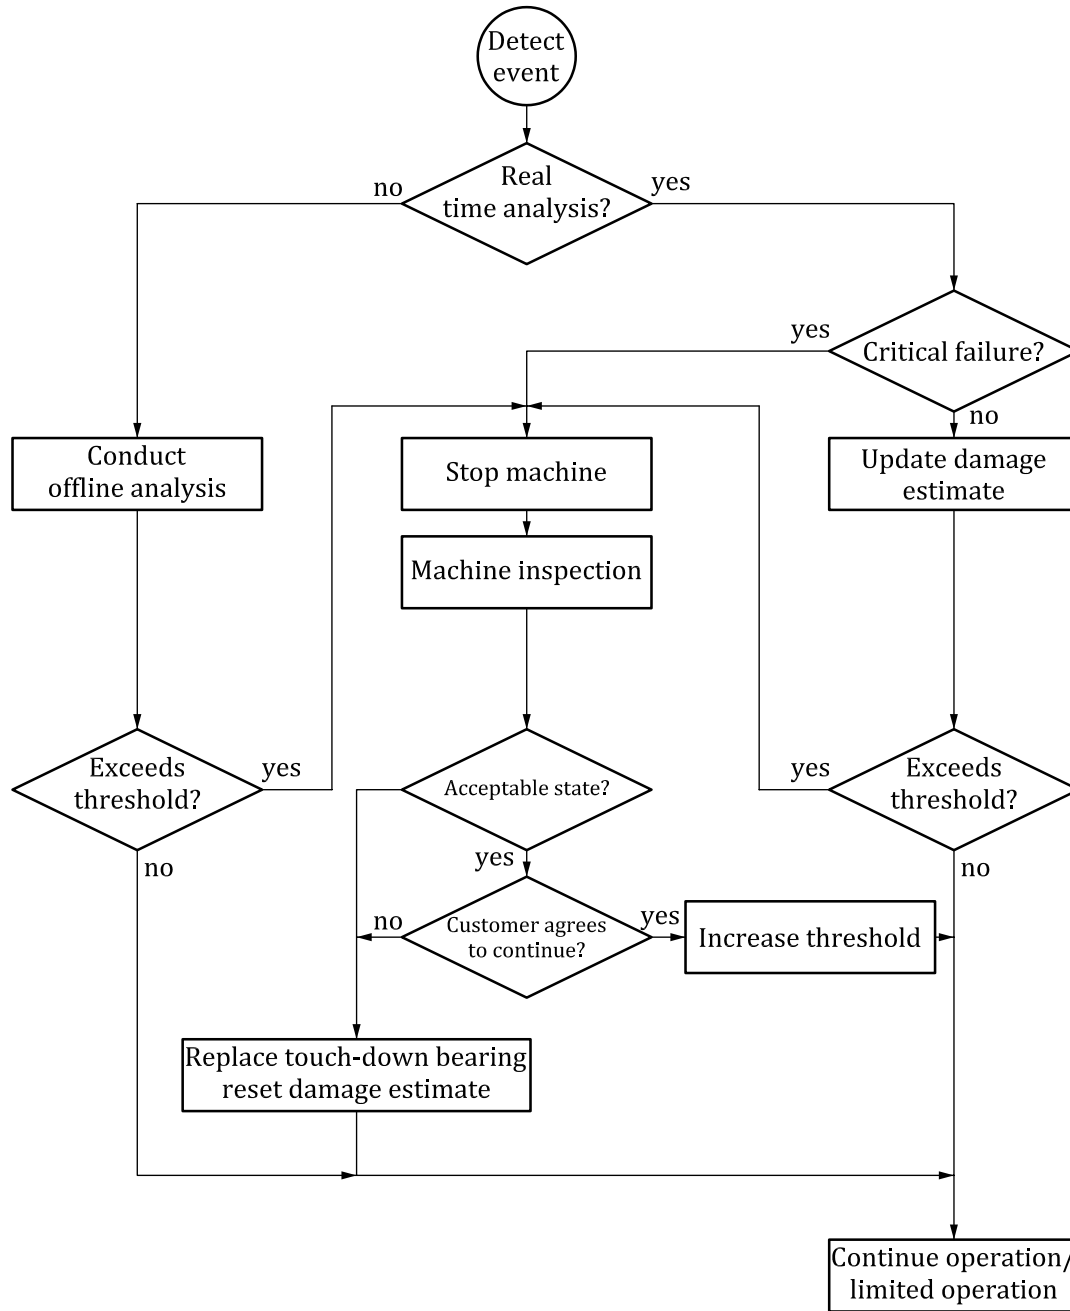 Detect
event
no
Real
time analysis?
yes
yes
Critical failure?
no
Conduct
offline analysis
Stop machine
Update damage
estimate
Machine inspection
Exceeds
threshold?
yes
Acceptable state?
yes
Exceeds
threshold?
no
yes
no
no
Customer agrees
to continue?
yes
Increase threshold
Replace touch-down bearing
reset damage estimate
Continue operation/
limited operation